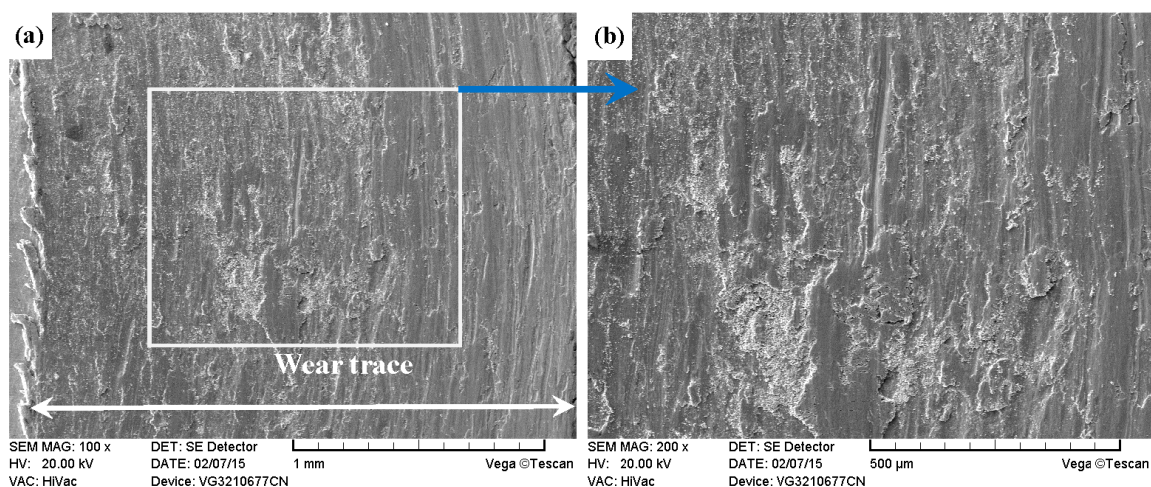 (a)
Wear trace
SEM MAG: 100 x DET: SE Detector
HV: 20.00 kV DATE: 02/07/15 1 mm Vega ©Tescan
VAC: HiVac Device: VG3210677CN
(b)
SEM MAG: 200 x DET: SE Detector
HV: 20.00 kV DATE: 02/07/15 500 µm Vega ©Tescan
VAC: HiVac Device: VG3210677CN